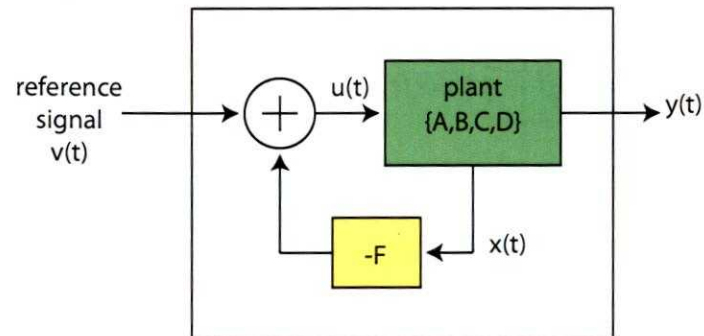 reference
signal
v(t)
u(t)
plant
{A,B,C,D}
y(t)
-F
x(t)